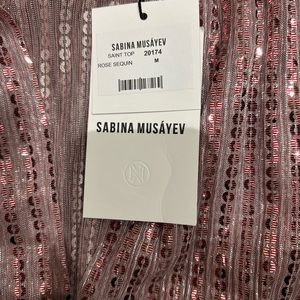 SABINA MUSÁYEV
SAINT TOP 20174
ROSE SEQUIN M
SABINA MUSÁYEV